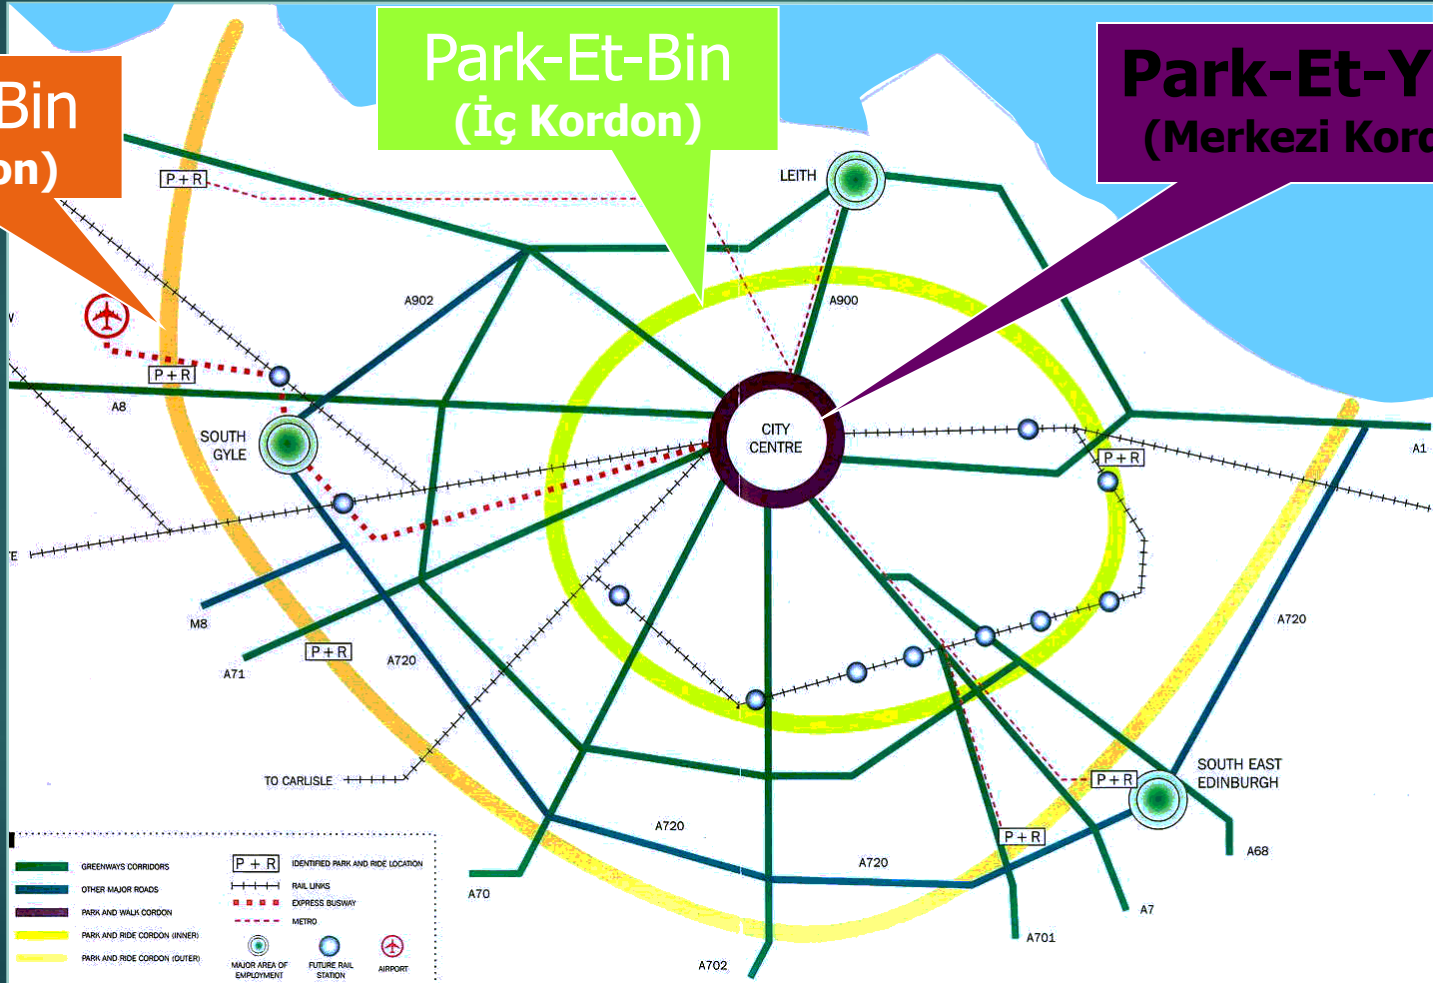 Bin
on)
Park-Et-Bin
(İç Kordon)
Park-Et-Y
(Merkezi Kord
P+R
LEITH
A902
A900
W
P+R
A8
SOUTH
GYLE
CITY
CENTRE
P+R
A1
TE
M8
A71
P+R
A720
A720
TO CARLISLE
SOUTH EAST
EDINBURGH
P+R
A720
P+R
A720
A68
A70
A7
A701
A702
GREENWAYS CORRIDORS
OTHER MAJOR ROADS
PARK AND WALK CORDON
PARK AND RIDE CORDON (INNER)
PARK AND RIDE CORDON (OUTER)
P + R IDENTIFIED PARK AND RIDE LOCATION
RAIL LINKS
EXPRESS BUSWAY
METRO
MAJOR AREA OF
EMPLOYMENT
FUTURE RAIL
STATION
AIRPORT